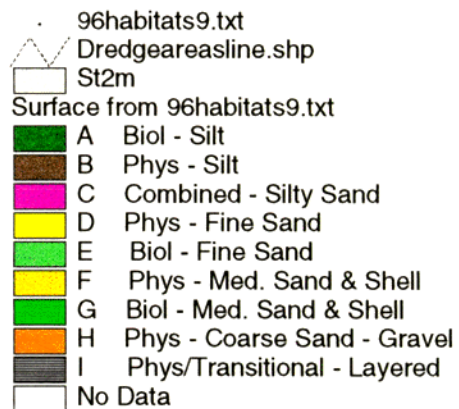 96habitats9.txt
Dredgeareasline.shp
St2m
Surface from 96habitats9.txt
A Biol - Silt
B Phys - Silt
C Combined - Silty Sand
D Phys - Fine Sand
E Biol - Fine Sand
F Phys - Med. Sand & Shell
G Biol - Med. Sand & Shell
H Phys - Coarse Sand - Gravel
I Phys/Transitional - Layered
No Data